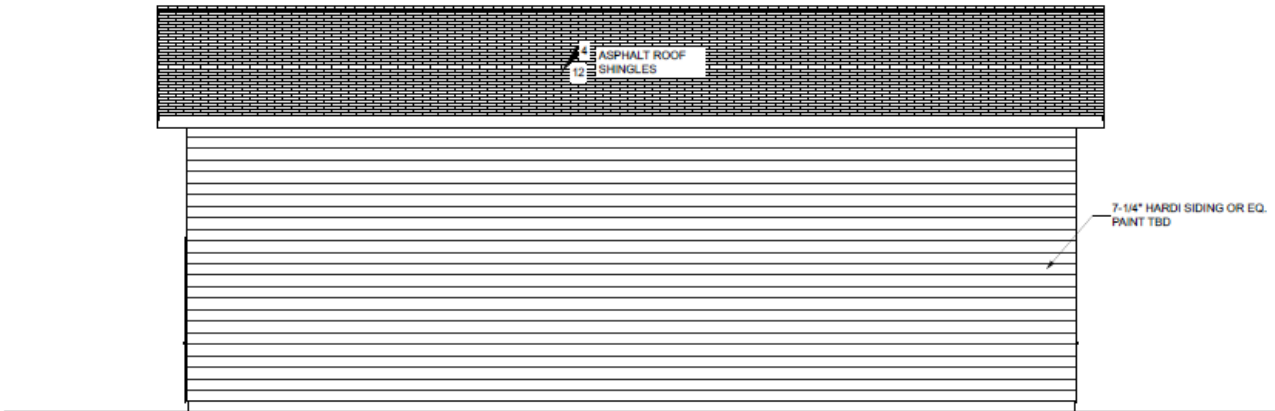 4
12
ASPHALT ROOF
SHINGLES
7-1/4" HARDI SIDING OR EQ.
PAINT TBD